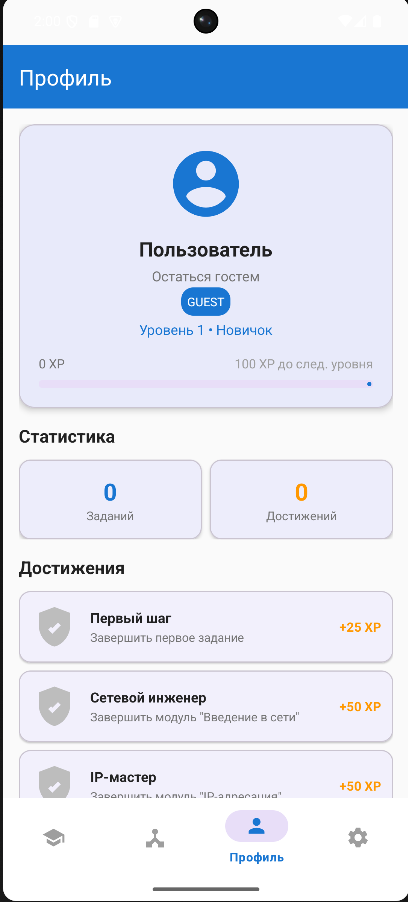 Профиль
Пользователь
Остаться гостем
GUEST
Уровень 1 • Новичок
0 XP 100 XP до след. уровня
Статистика
0 0
Заданий Достижений
Достижения
Первый шаг
Завершить первое задание
+25 XP
Сетевой инженер
Завершить модуль "Введение в сети"
+50 XP
IP-мастер
Завершить модуль "IP-адресация"
+50 XP
Профиль